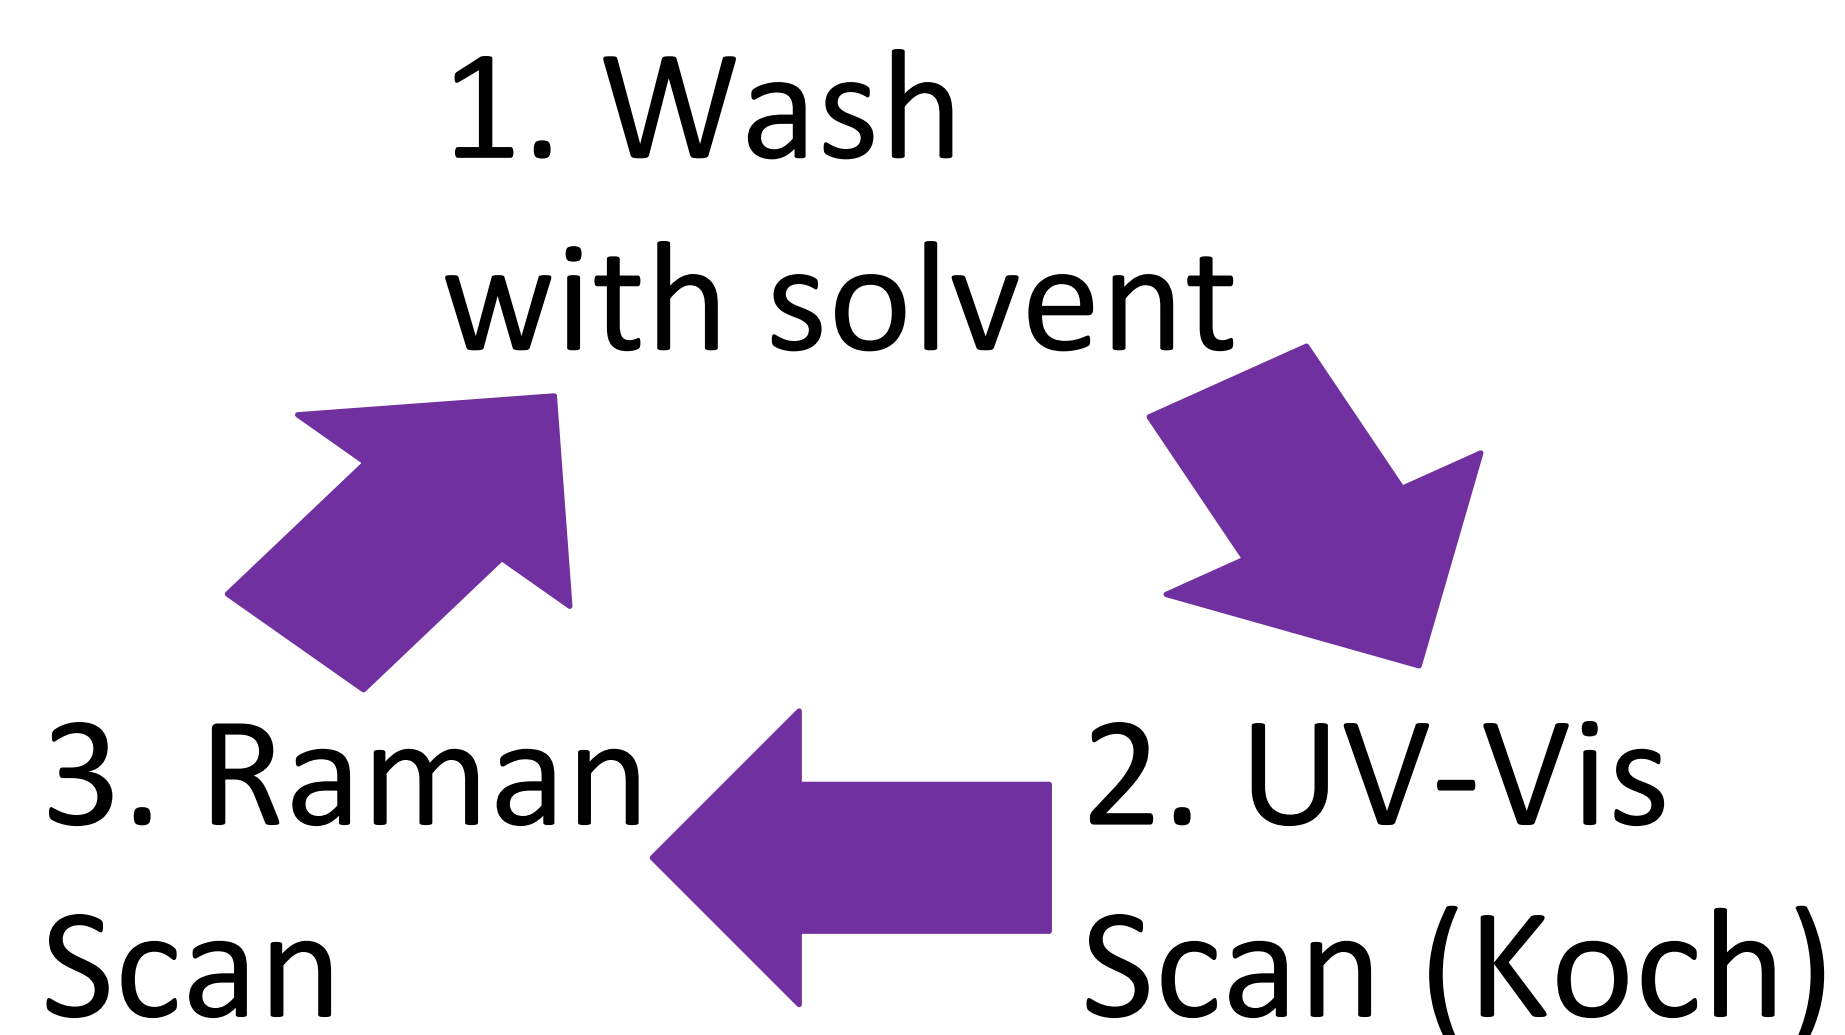 1. Wash
with solvent
2. UV-Vis
Scan (Koch)
3. Raman
Scan